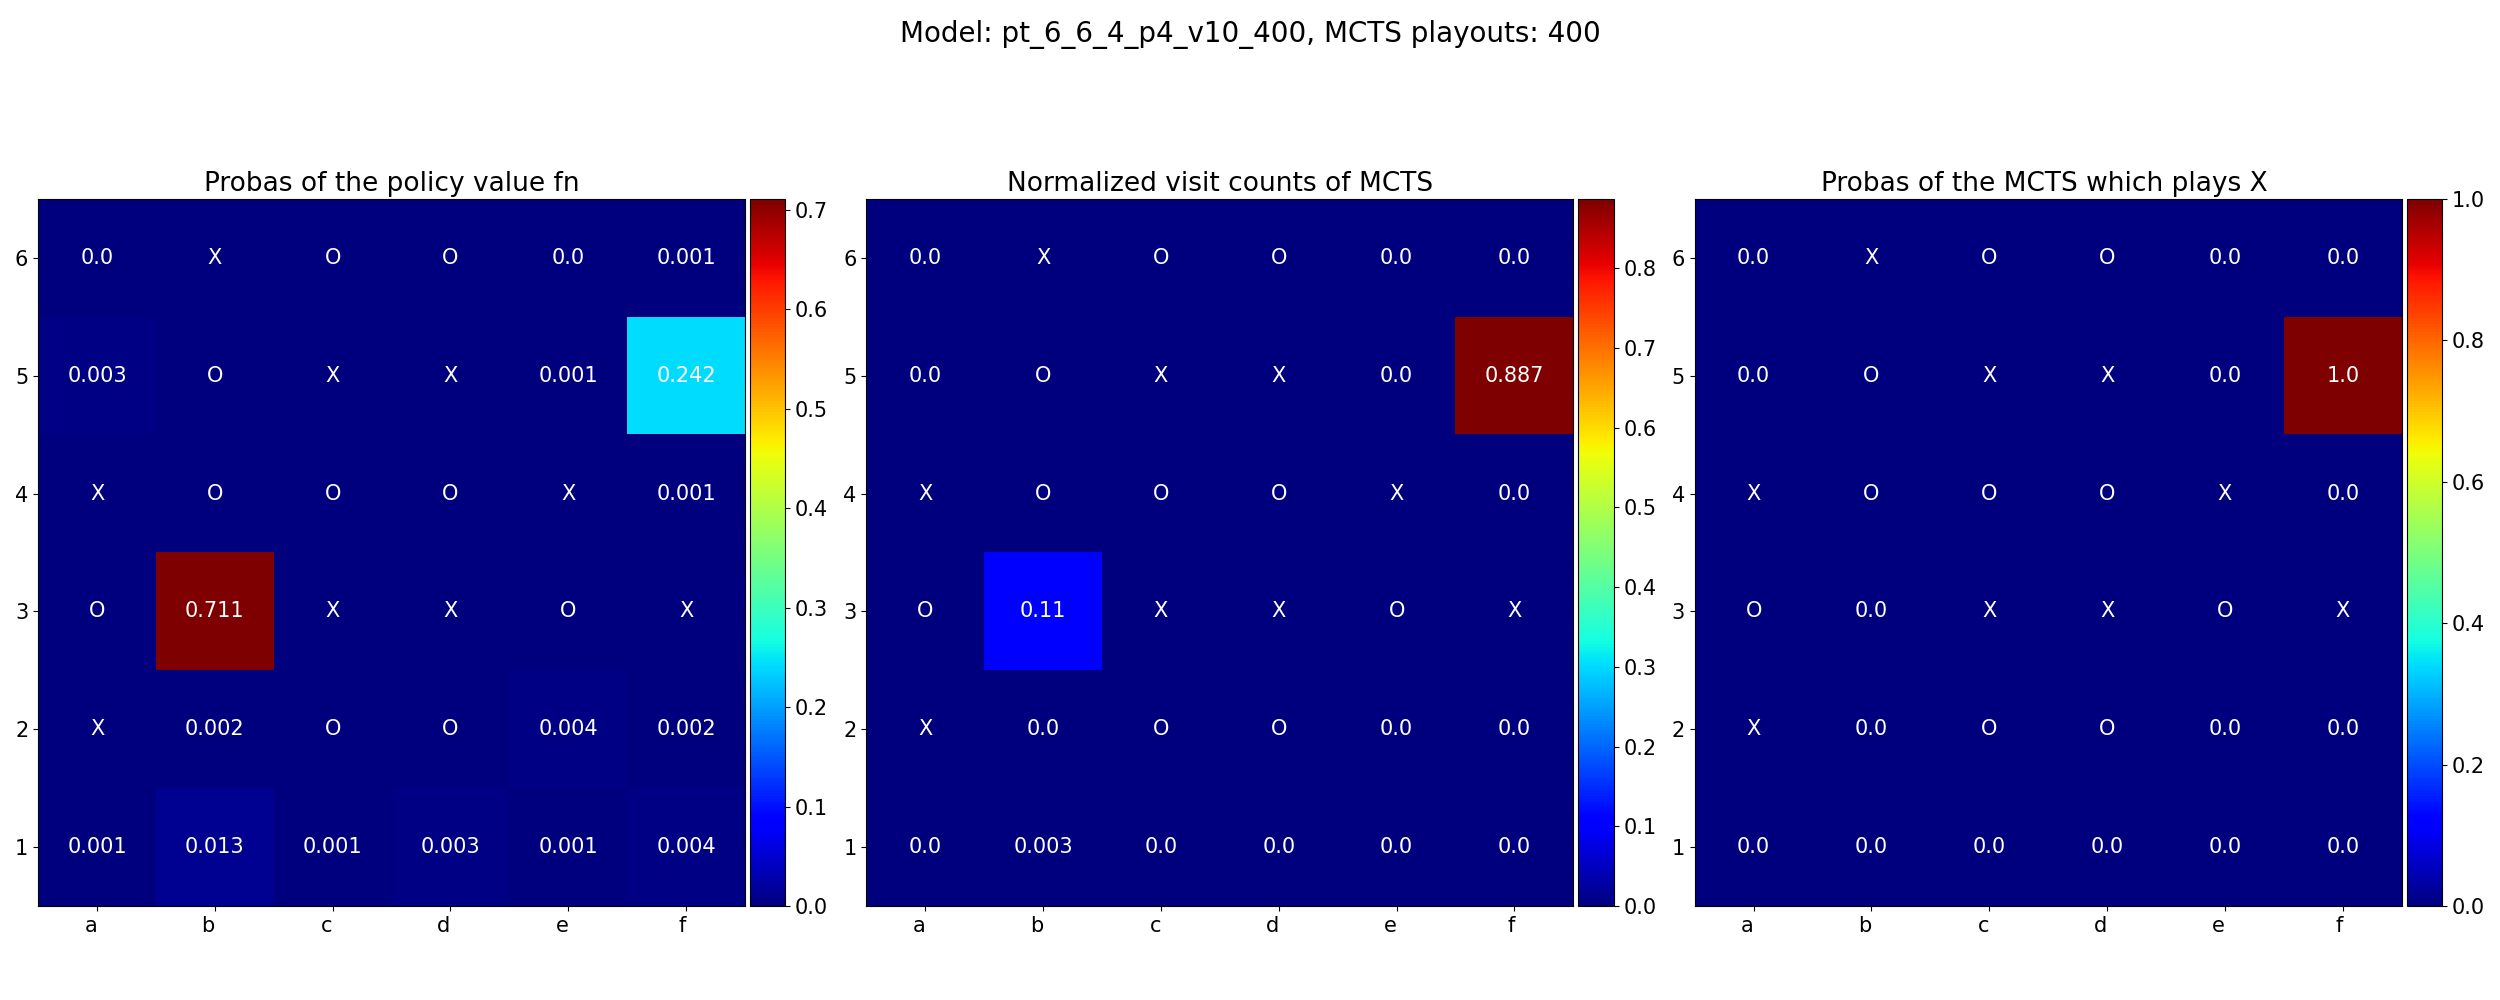 Model: pt_6_6_4_p4_v10_400, MCTS playouts: 400
Probas of the policy value fn
6 0.0 X O O 0.0 0.001
5 0.003 O X X 0.001 0.242
4 X O O O X 0.001
3 O 0.711 X X O X
2 X 0.002 O O 0.004 0.002
1 0.001 0.013 0.001 0.003 0.001 0.004
a b c d e f
0.7
0.6
0.5
0.4
0.3
0.2
0.1
0.0
Normalized visit counts of MCTS
6 0.0 X O O 0.0 0.0
5 0.0 O X X 0.0 0.887
4 X O O O X 0.0
3 O 0.11 X X O X
2 X 0.0 O O 0.0 0.0
1 0.0 0.003 0.0 0.0 0.0 0.0
a b c d e f
0.8
0.7
0.6
0.5
0.4
0.3
0.2
0.1
0.0
Probas of the MCTS which plays X
6 0.0 X O O 0.0 0.0
5 0.0 O X X 0.0 1.0
4 X O O O X 0.0
3 O 0.0 X X O X
2 X 0.0 O O 0.0 0.0
1 0.0 0.0 0.0 0.0 0.0 0.0
a b c d e f
1.0
0.8
0.6
0.4
0.2
0.0